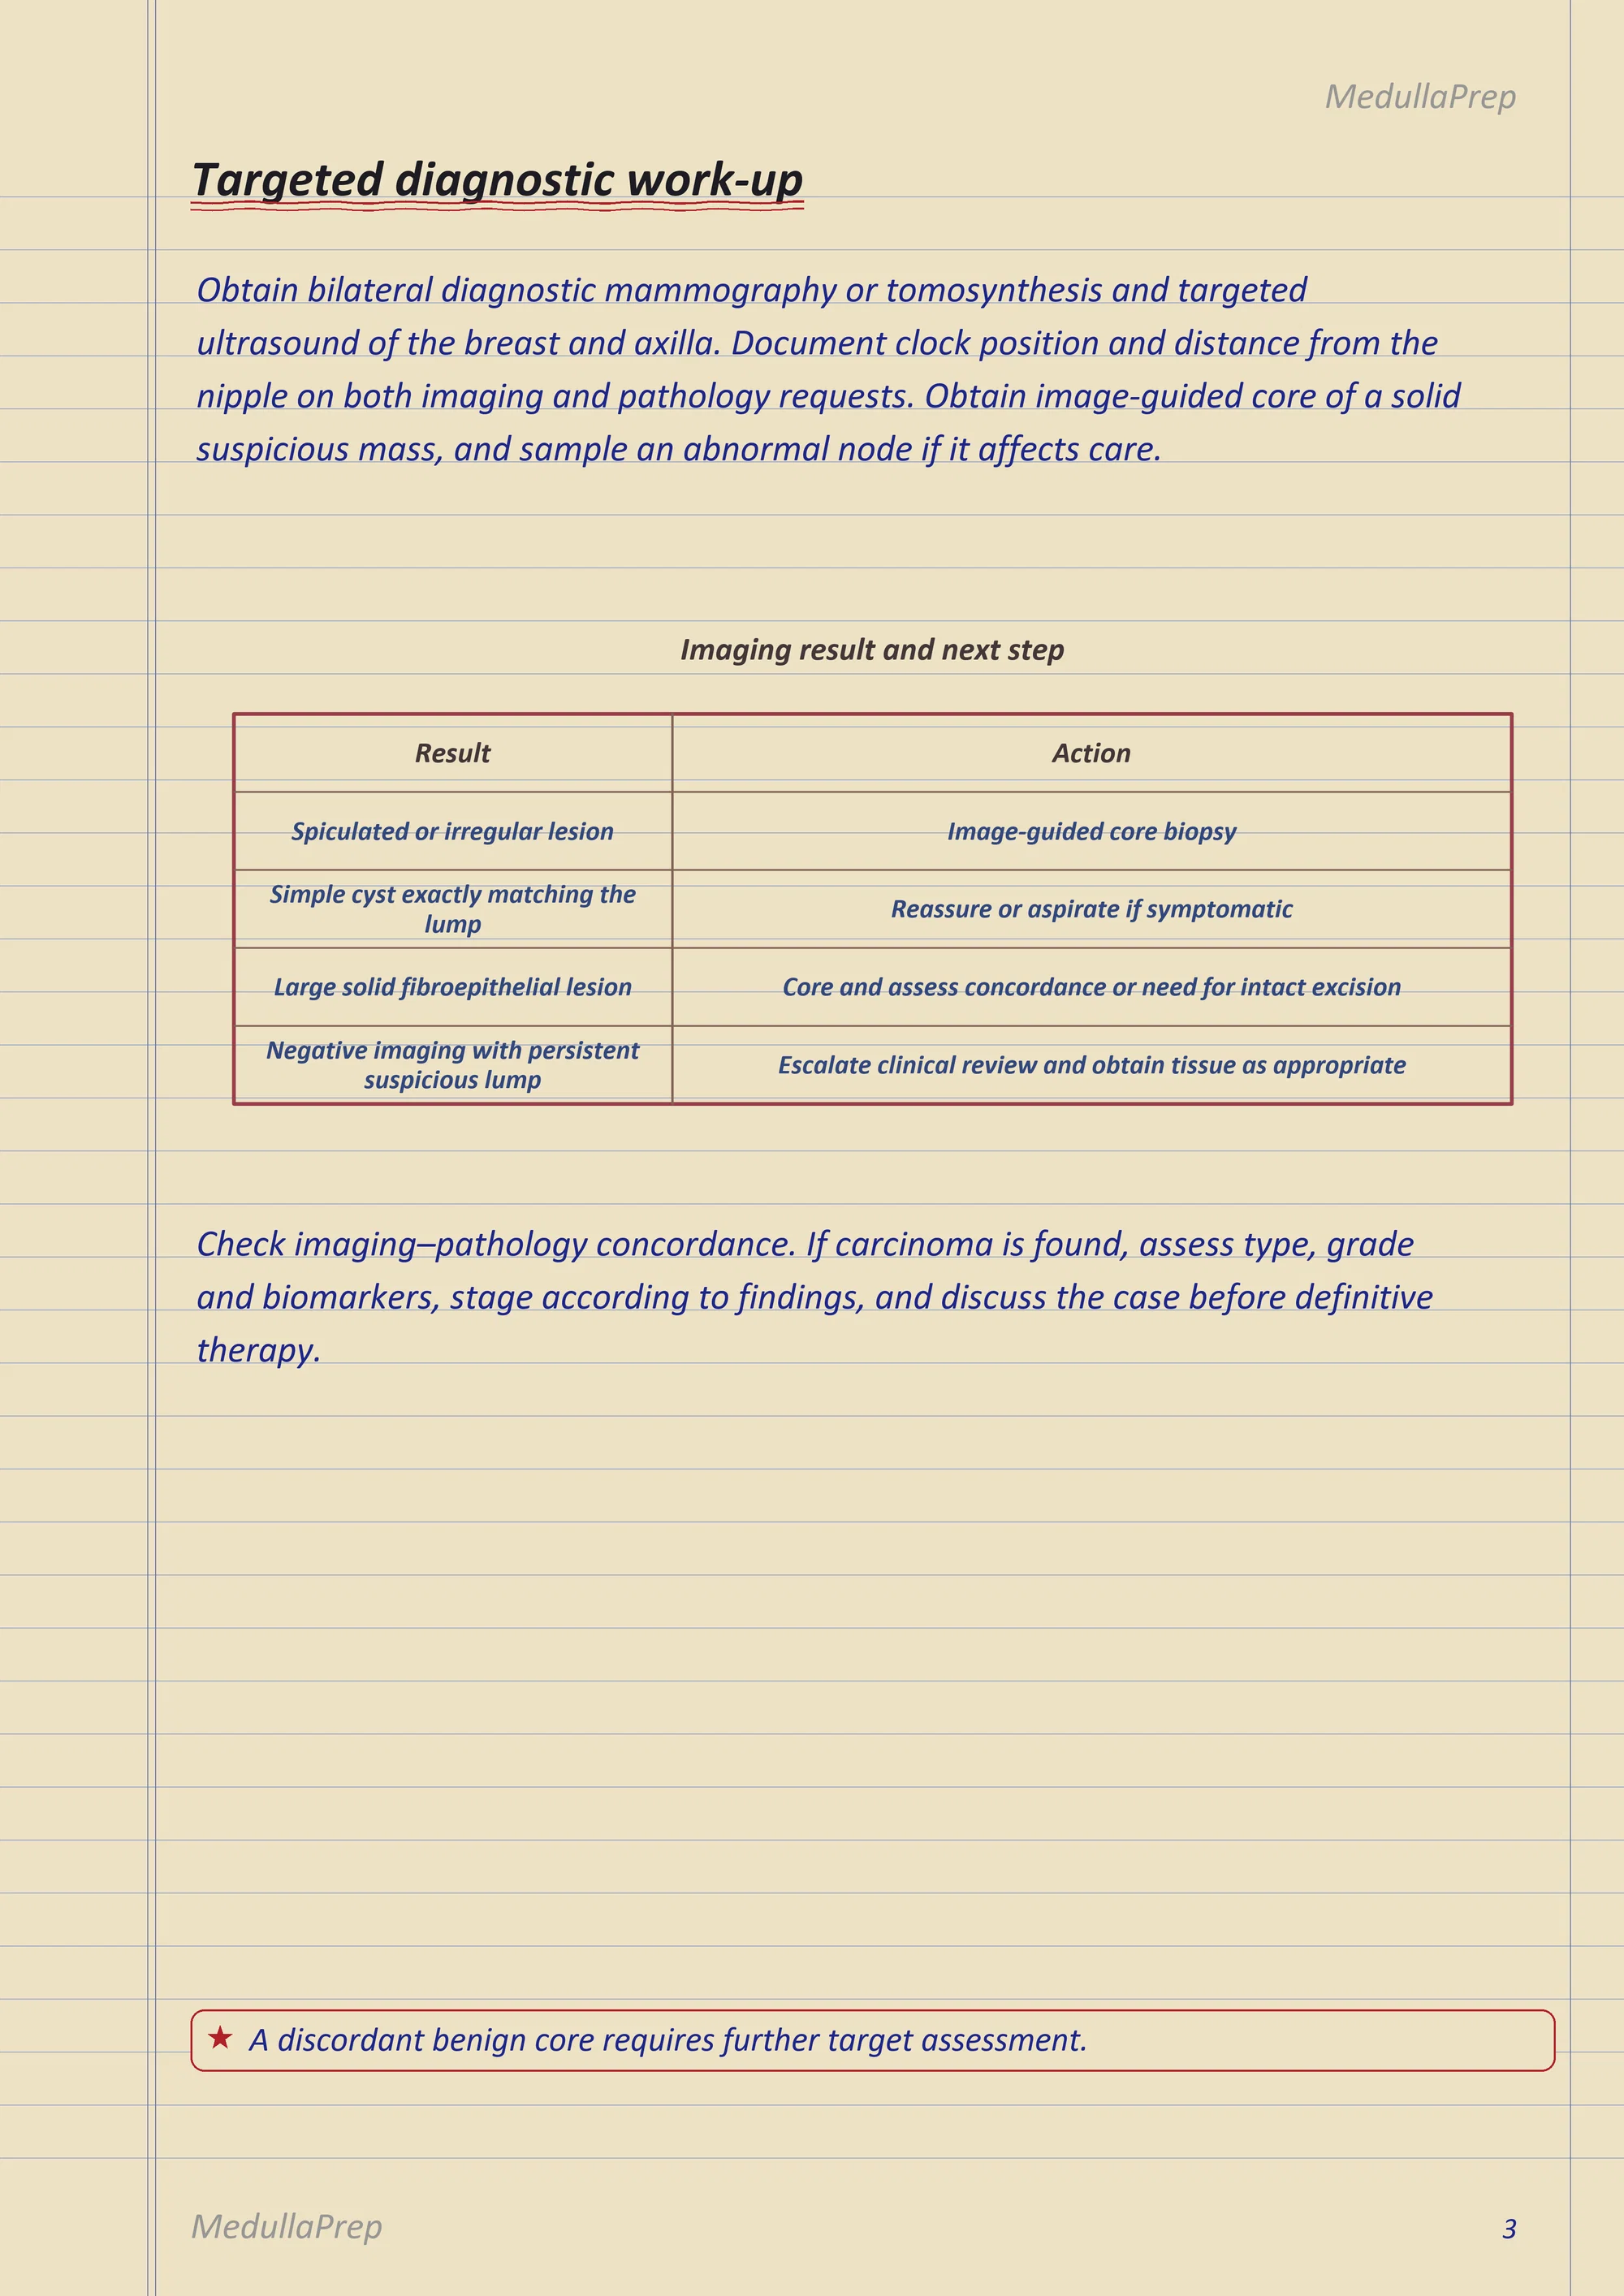 MedullaPrep
Targeted diagnostic work-up
Obtain bilateral diagnostic mammography or tomosynthesis and targeted
ultrasound of the breast and axilla. Document clock position and distance from the
nipple on both imaging and pathology requests. Obtain image-guided core of a solid
suspicious mass, and sample an abnormal node if it affects care.
Imaging result and next step
Result Action
Spiculated or irregular lesion Image-guided core biopsy
Simple cyst exactly matching the
lump Reassure or aspirate if symptomatic
Large solid fibroepithelial lesion Core and assess concordance or need for intact excision
Negative imaging with persistent
suspicious lump Escalate clinical review and obtain tissue as appropriate
Check imaging–pathology concordance. If carcinoma is found, assess type, grade
and biomarkers, stage according to findings, and discuss the case before definitive
therapy.
★ A discordant benign core requires further target assessment.
MedullaPrep 3